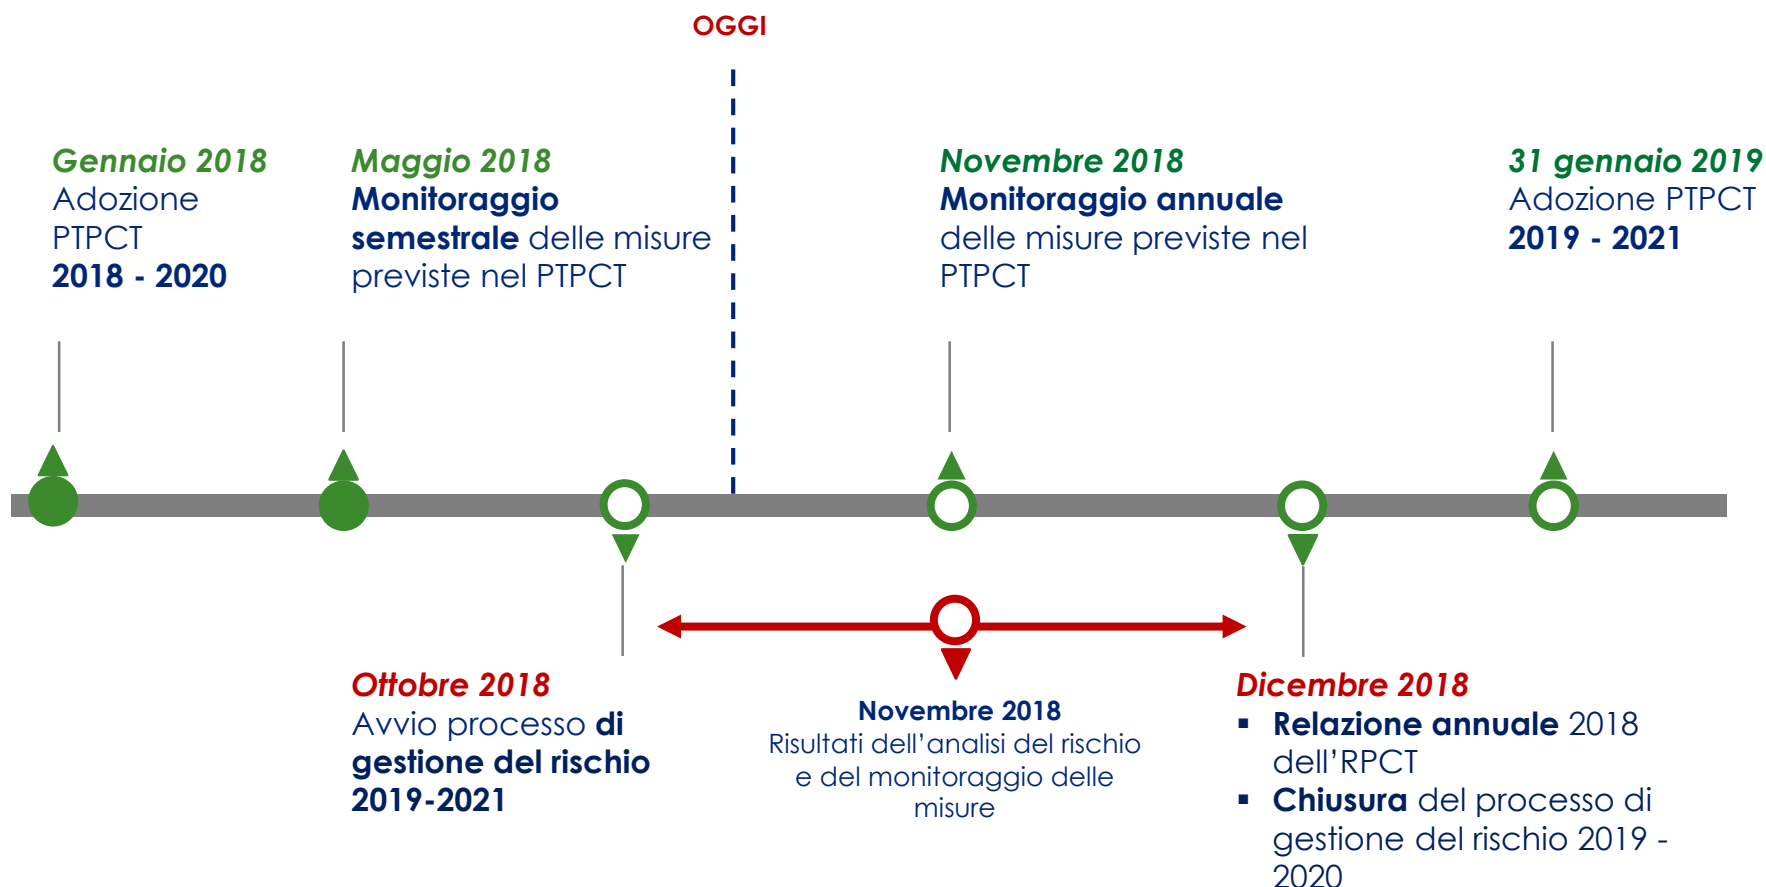 OGGI
Gennaio 2018
Adozione
PTPCT
2018 - 2020
Maggio 2018
Monitoraggio
semestrale delle misure
previste nel PTPCT
Novembre 2018
Monitoraggio annuale
delle misure previste nel
PTPCT
31 gennaio 2019
Adozione PTPCT
2019 - 2021
Ottobre 2018
Avvio processo di
gestione del rischio
2019-2021
Novembre 2018
Risultati dell’analisi del rischio
e del monitoraggio delle
misure
Dicembre 2018
▪ Relazione annuale 2018
dell’RPCT
▪ Chiusura del processo di
gestione del rischio 2019 -
2020